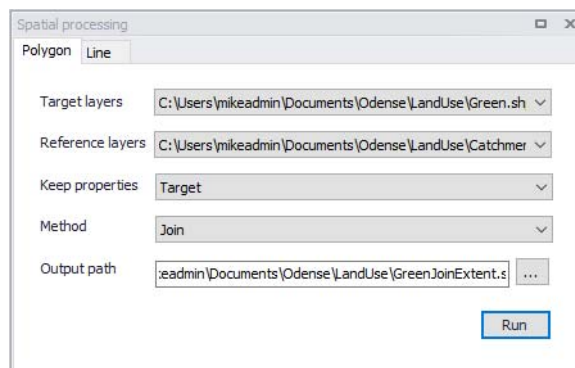 Spatial processing
Polygon Line
Target layers C:\Users\mikeadmin\Documents\Odense\LandUse\Green.sh
Reference layers C:\Users\mikeadmin\Documents\Odense\LandUse\Catchmer
Keep properties Target
Method Join
Output path :eadmin\Documents\Odense\LandUse\GreenJoinExtent.s ...
Run